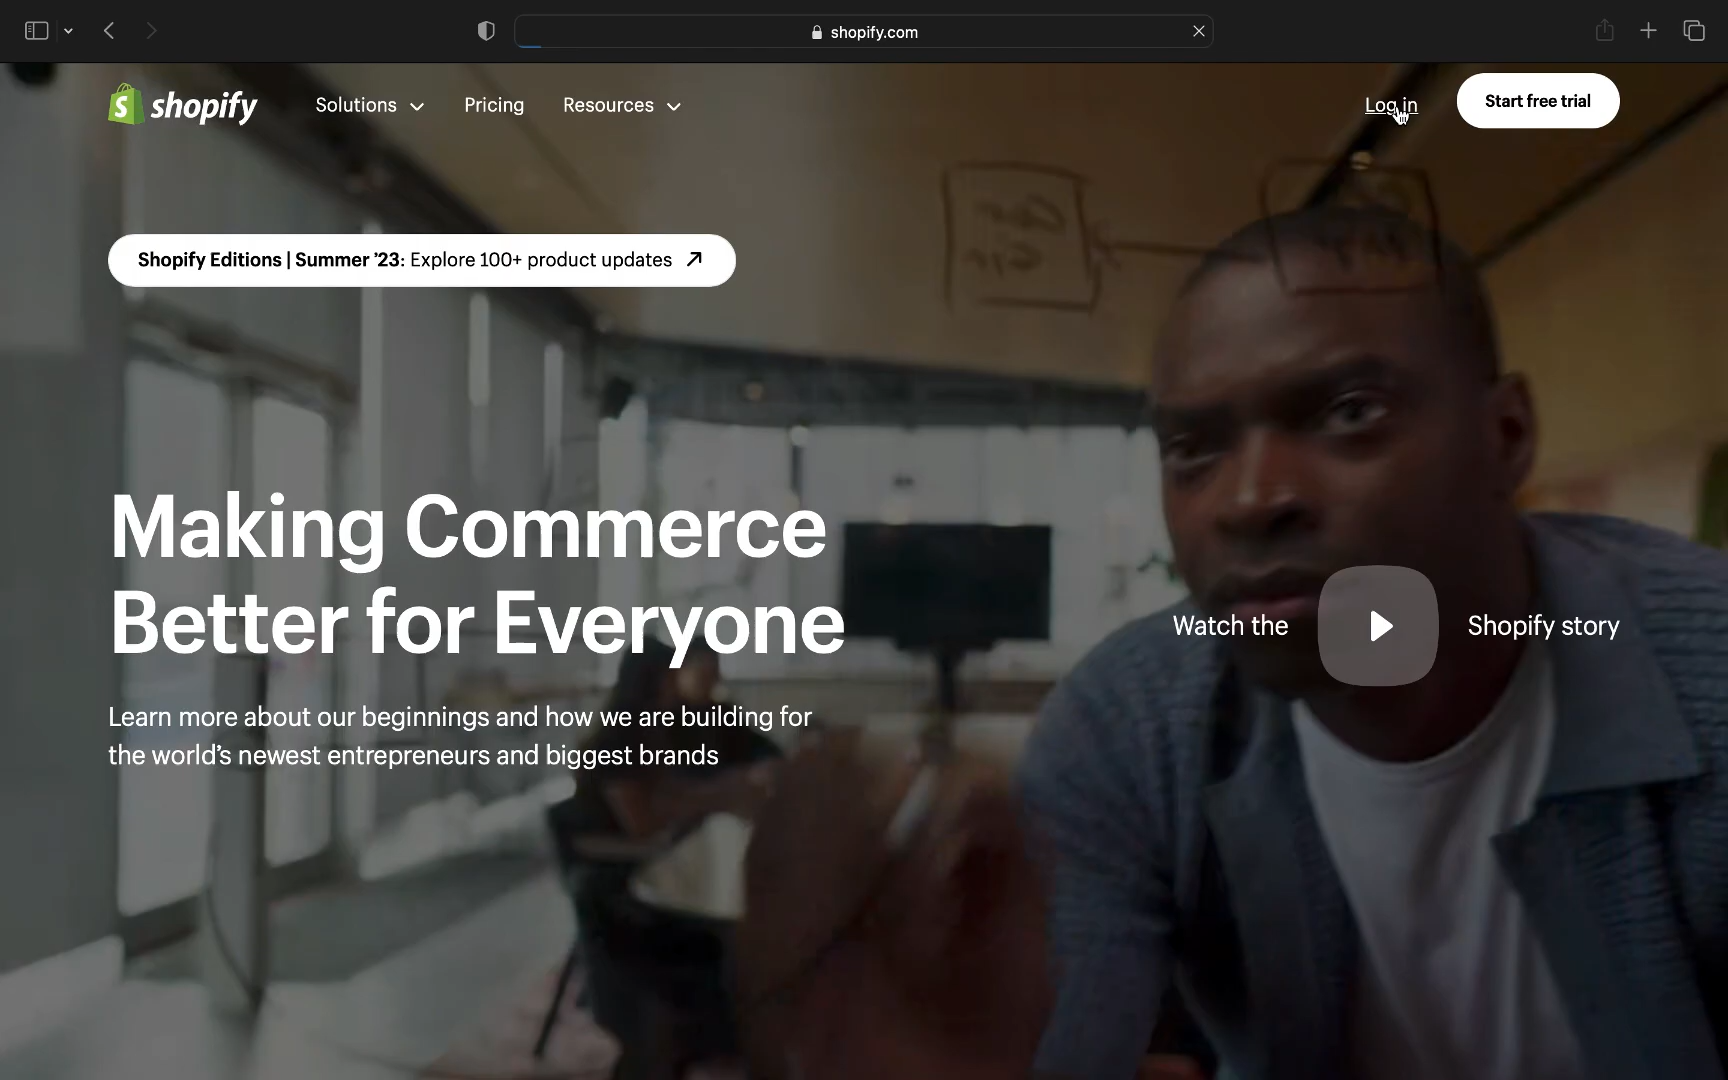 shopify.com
shopify
Solutions
Pricing
Resources
Log in
Start free trial
Shopify Editions | Summer ’23: Explore 100+ product updates
Making Commerce
Better for Everyone
Watch the
Shopify story
Learn more about our beginnings and how we are building for
the world’s newest entrepreneurs and biggest brands